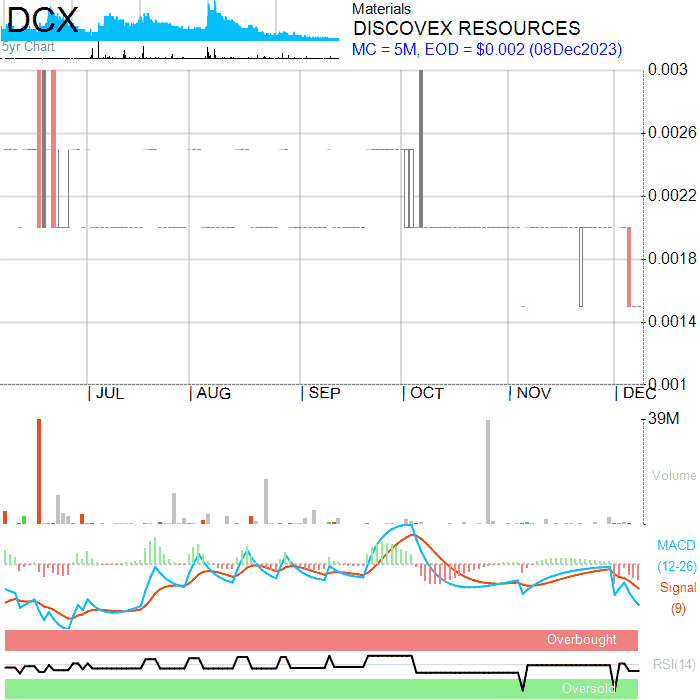 DCX
5yr Chart
Materials
DISCOVEX RESOURCES
MC = 5M, EOD = $0.002 (08Dec2023)
0.003
0.0026
0.0022
0.0018
0.0014
0.001
JUL
AUG
SEP
OCT
NOV
DEC
39M
Volume
MACD
(12-26)
Signal
(9)
Overbought
RSI(14)
Oversold